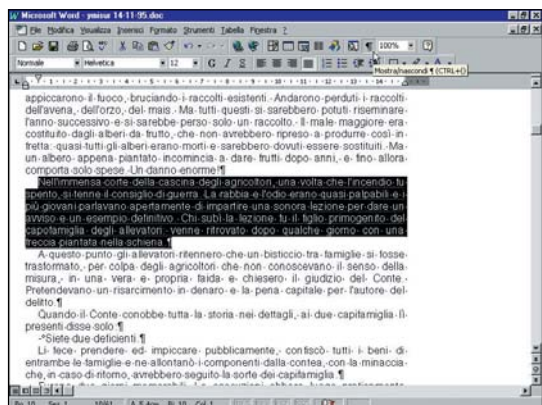 Microsoft Word - ymisur 14-11-95.doc
File Modifica Visualizza Inserisci Formato Strumenti Tabella Finestra ?
100%
Normale Helvetica 12 G C S
Mostra/nascondi ¶ (CTRL+()
appiccarono·il·fuoco,·bruciando·i·raccolti·esistenti.·Andarono·perduti·i·raccolti·
dell'avena,·dell'orzo,·del·mais.·Ma·tutti·questi·si·sarebbero·potuti·riseminare·
l'anno·successivo·e·si·sarebbe·perso·solo·un·raccolto.·Il·male·maggiore·era·
costituito·dagli·alberi·da·frutto,·che·non·avrebbero·ripreso·a·produrre·così·in·
fretta:·quasi·tutti·gli·alberi·erano·morti·e·sarebbero·dovuti·essere·sostituiti.·Ma·
un·albero·appena·piantato·incomincia·a·dare·frutti·dopo·anni,·e·fino·allora·
comporta·solo·spese.·Un·danno·enorme!¶
Nell'immensa·corte·della·cascina·degli·agricoltori,·una·volta·che·l'incendio·fu·
spento,·si·tenne·il·consiglio·di·guerra.·La·rabbia·e·l'odio·erano·quasi·palpabili·e·i·
più·giovani·parlavano·apertamente·di·impartire·una·sonora·lezione·per·dare·un·
avviso·e·un·esempio·definitivo.·Chi·subì·la·lezione·fu·il·figlio·primogenito·del·
capofamiglia·degli·allevatori·venne·ritrovato·dopo·qualche·giorno·con·una·
freccia·piantata·nella·schiena.¶
A·questo·punto·gli·allevatori·ritennero·che·un·bisticcio·tra·famiglie·si·fosse·
trasformato,·per·colpa·degli·agricoltori·che·non·conoscevano·il·senso·della·
misura,·in·una·vera·e·propria·faida·e·chiesero·il·giudizio·del·Conte.·
Pretendevano·un·risarcimento·in·denaro·e·la·pena·capitale·per·l'autore·del·
delitto.¶
Quando·il·Conte·conobbe·tutta·la·storia·nei·dettagli,·ai·due·capifamiglia·lì·
presenti·disse·solo:¶
-°Siete·due·deficienti.¶
Li·fece·prendere·ed·impiccare·pubblicamente,·confiscò·tutti·i·beni·di·
entrambe·le·famiglie·e·ne·allontanò·i·componenti·dalla·contea,·con·la·minaccia·
che,·in·caso·di·ritorno,·avrebbero·seguito·la·sorte·dei·capifamiglia.¶